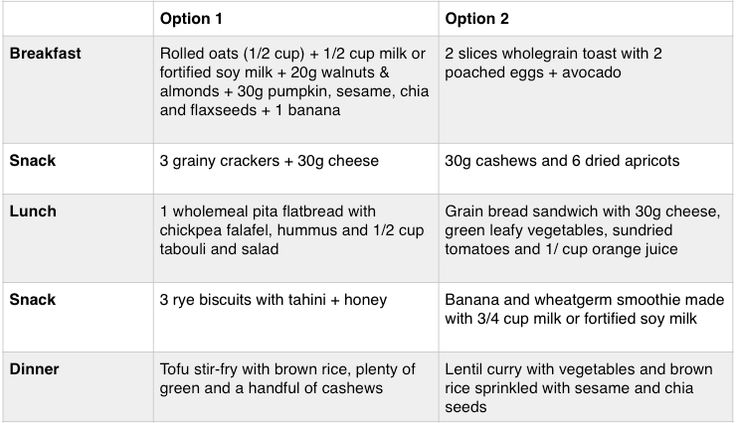 Option 1
Option 2
Breakfast
Rolled oats (1/2 cup) + 1/2 cup milk or
fortified soy milk + 20g walnuts &
almonds + 30g pumpkin, sesame, chia
and flaxseeds + 1 banana
2 slices wholegrain toast with 2
poached eggs + avocado
Snack
3 grainy crackers + 30g cheese
30g cashews and 6 dried apricots
Lunch
1 wholemeal pita flatbread with
chickpea falafel, hummus and 1/2 cup
tabouli and salad
Grain bread sandwich with 30g cheese,
green leafy vegetables, sundried
tomatoes and 1/ cup orange juice
Snack
3 rye biscuits with tahini + honey
Banana and wheatgerm smoothie made
with 3/4 cup milk or fortified soy milk
Dinner
Tofu stir-fry with brown rice, plenty of
green and a handful of cashews
Lentil curry with vegetables and brown
rice sprinkled with sesame and chia
seeds